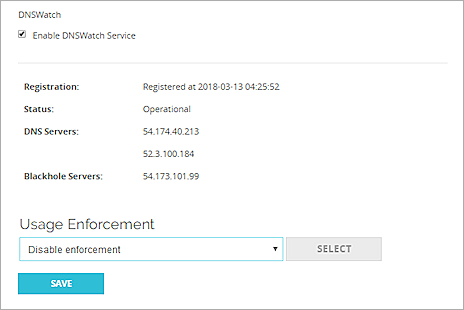 DNSWatch
Enable DNSWatch Service
Registration: Registered at 2018-03-13 04:25:52
Status: Operational
DNS Servers: 54.174.40.213
52.3.100.184
Blackhole Servers: 54.173.101.99
Usage Enforcement
Disable enforcement SELECT
SAVE